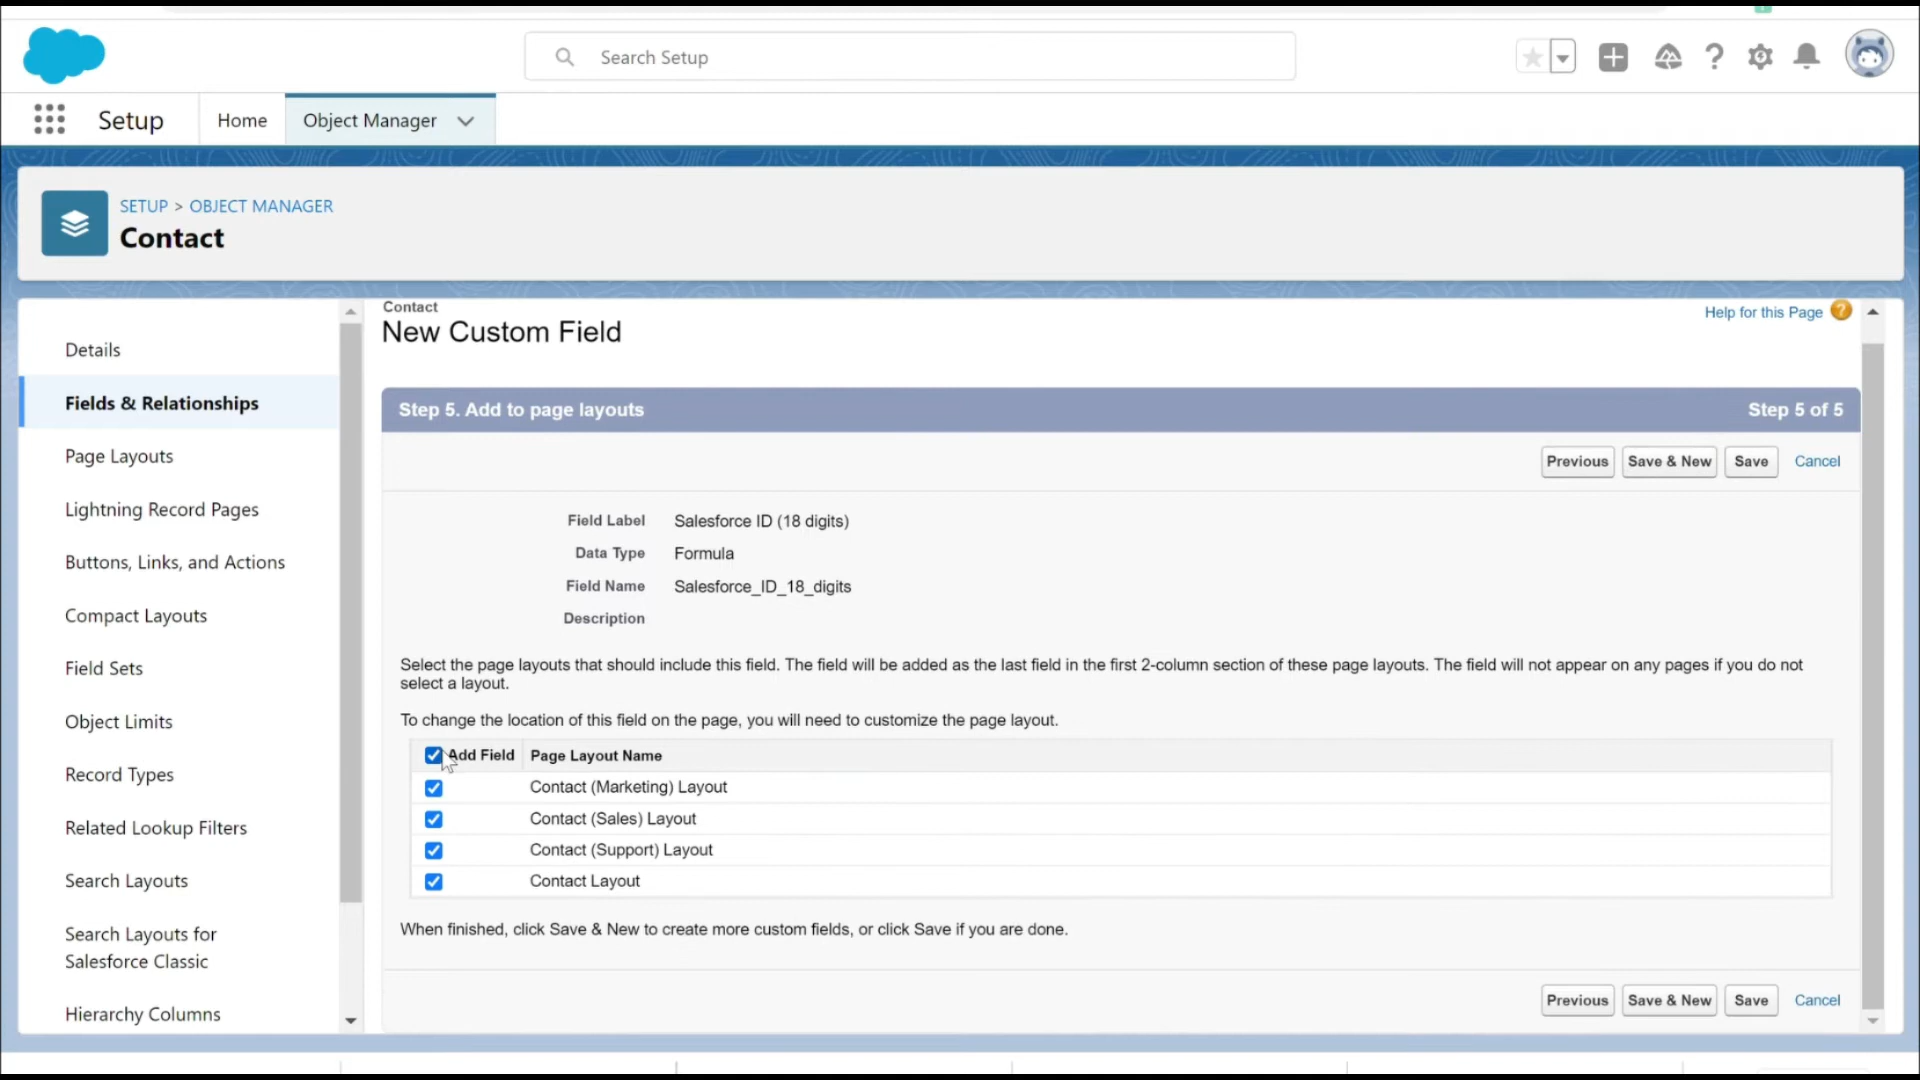 Search Setup
Setup
Home
Object Manager
SETUP > OBJECT MANAGER
Contact
Details
Fields & Relationships
Page Layouts
Lightning Record Pages
Buttons, Links, and Actions
Compact Layouts
Field Sets
Object Limits
Record Types
Related Lookup Filters
Search Layouts
Search Layouts for
Salesforce Classic
Hierarchy Columns
Contact
New Custom Field
Help for this Page ?
Step 5. Add to page layouts
Step 5 of 5
Previous
Save & New
Save
Cancel
Field Label Salesforce ID (18 digits)
Data Type Formula
Field Name Salesforce_ID_18_digits
Description
Select the page layouts that should include this field. The field will be added as the last field in the first 2-column section of these page layouts. The field will not appear on any pages if you do not
select a layout.
To change the location of this field on the page, you will need to customize the page layout.
Add Field Page Layout Name
Contact (Marketing) Layout
Contact (Sales) Layout
Contact (Support) Layout
Contact Layout
When finished, click Save & New to create more custom fields, or click Save if you are done.
Previous
Save & New
Save
Cancel